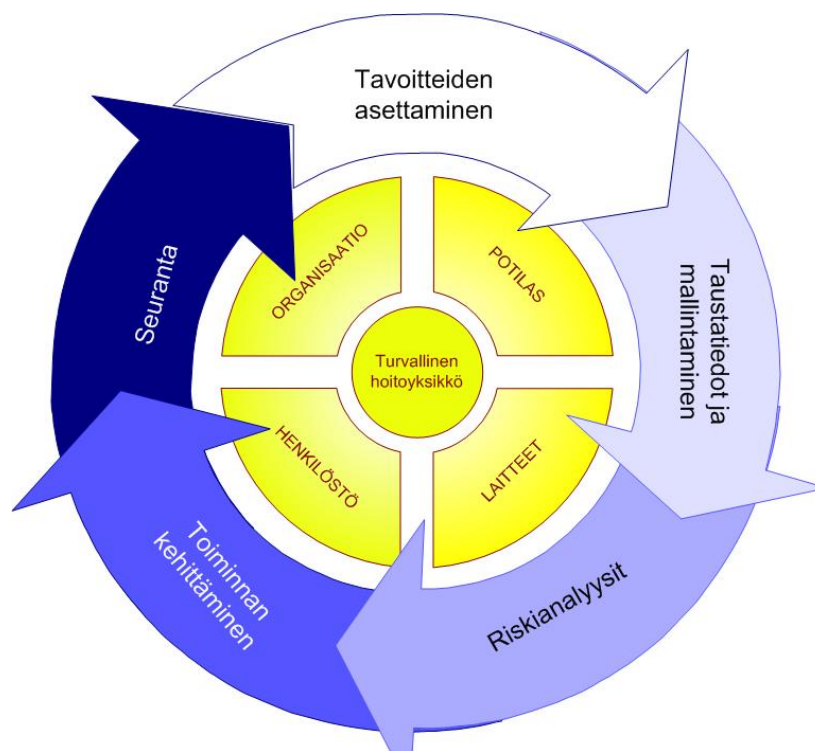 Tavoitteiden
asettaminen
Taustatiedot ja
mallintaminen
Riskianalyysit
Toiminnan
kehittäminen
Seuranta
ORGANISAATIO
POTILAS
Turvallinen
hoitoyksikkö
HENKILÖSTÖ
LAITTEET